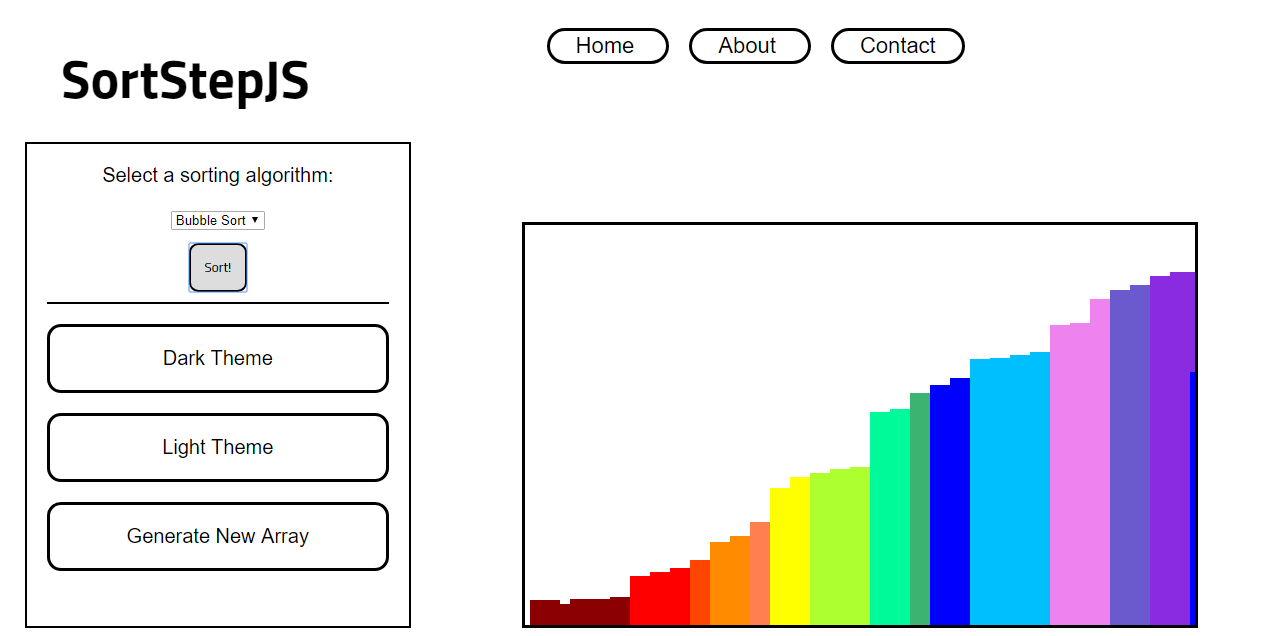 Home
About
Contact
SortStepJS
Select a sorting algorithm:
Bubble Sort
Sort!
Dark Theme
Light Theme
Generate New Array